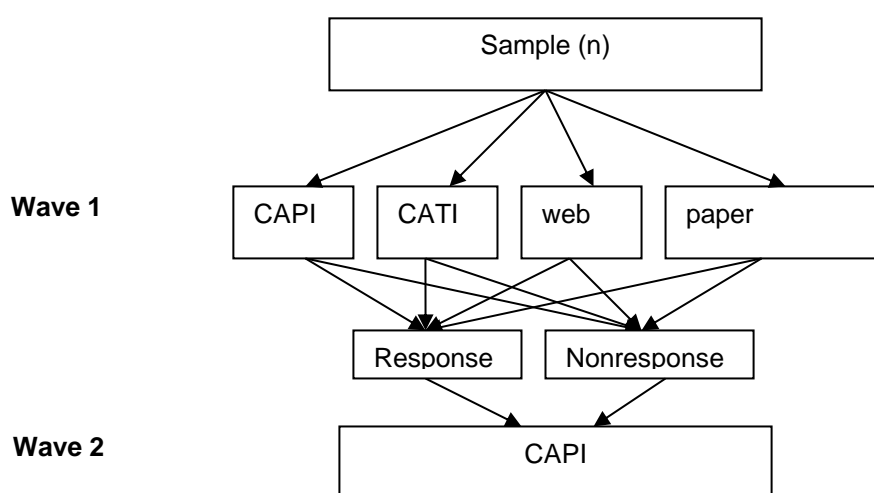 Sample (n)
Wave 1
CAPI
CATI
web
paper
Response
Nonresponse
Wave 2
CAPI